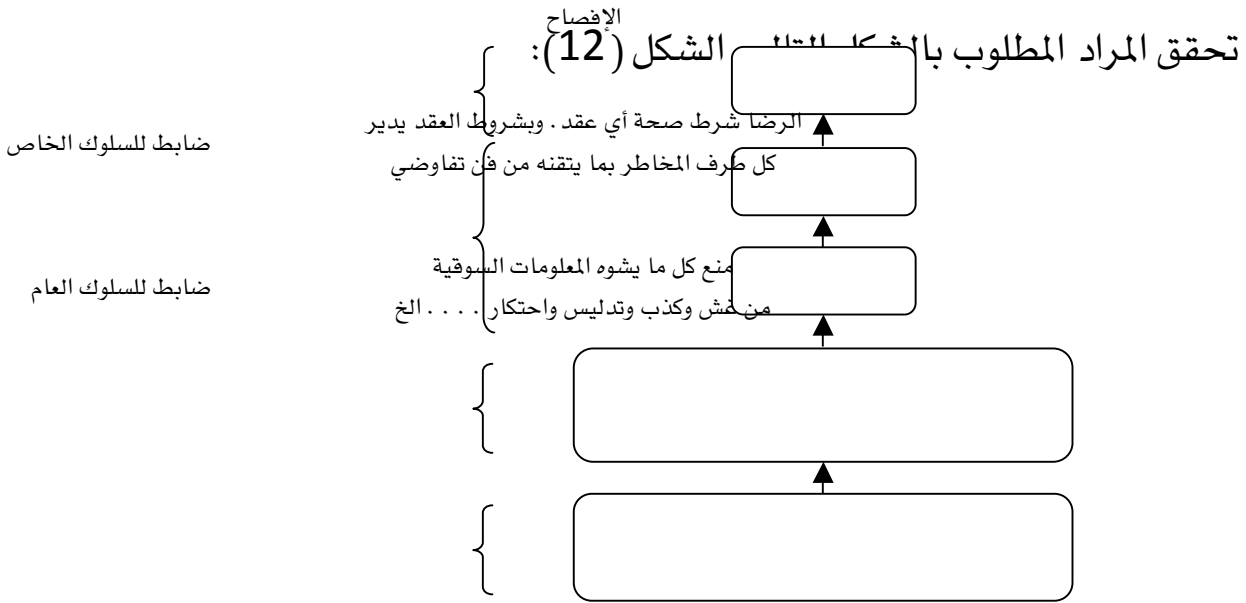 الإفصاح
تحقق المراد المطلوب بالشكل التالي الشكل (12):
الرضا شرط صحة أي عقد. وبشروط العقد يدير
ضابط للسلوك الخاص
كل طرف المخاطر بما يتقنه من فن تفاوضي
منع كل ما يشوه المعلومات السوقية
ضابط للسلوك العام
من غش وكذب وتدليس واحتكار . . . . الخ